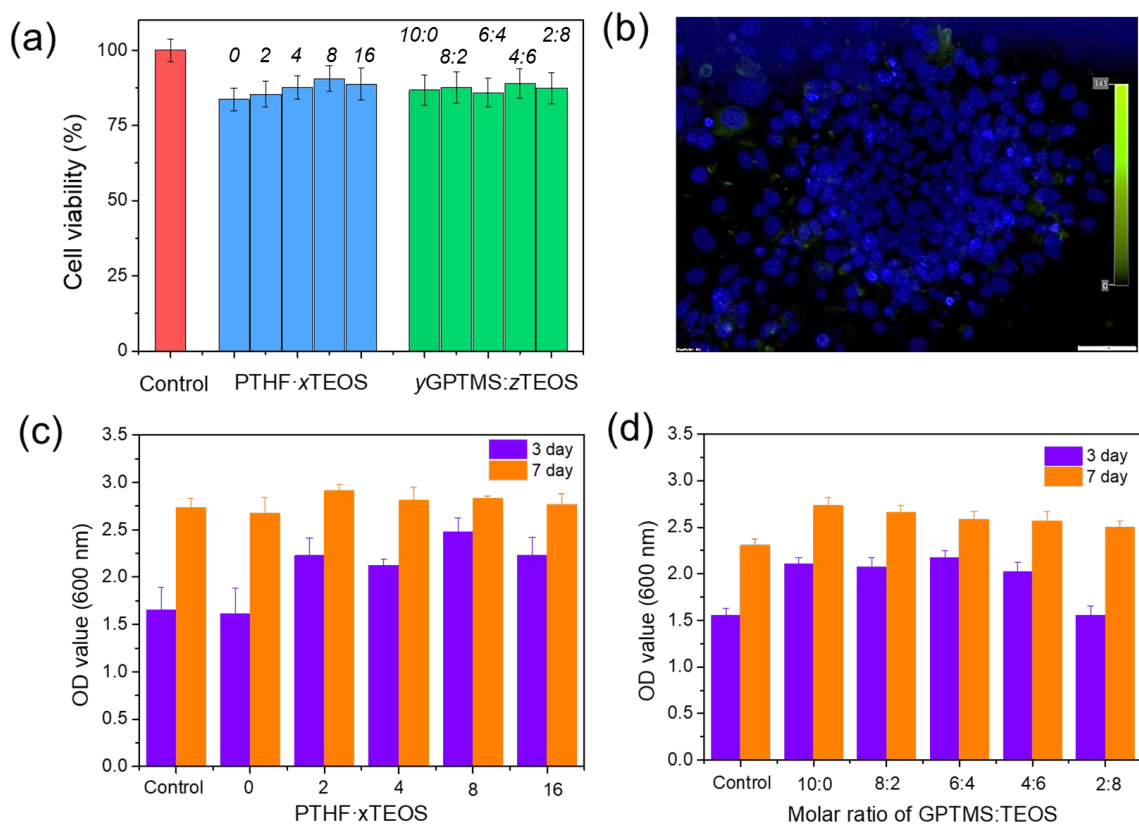 (a)
100
75
50
25
0
Cell viability (%)
0 2 4 8 16
10:0 8:2 6:4 4:6 2:8
Control
PTHF·xTEOS
yGPTMS:zTEOS
(b)
143
0
(c)
3.5
3.0
2.5
2.0
1.5
1.0
0.5
0.0
OD value (600 nm)
3 day
7 day
Control 0 2 4 8 16
PTHF·xTEOS
(d)
3.5
3.0
2.5
2.0
1.5
1.0
0.5
0.0
OD value (600 nm)
3 day
7 day
Control 10:0 8:2 6:4 4:6 2:8
Molar ratio of GPTMS:TEOS